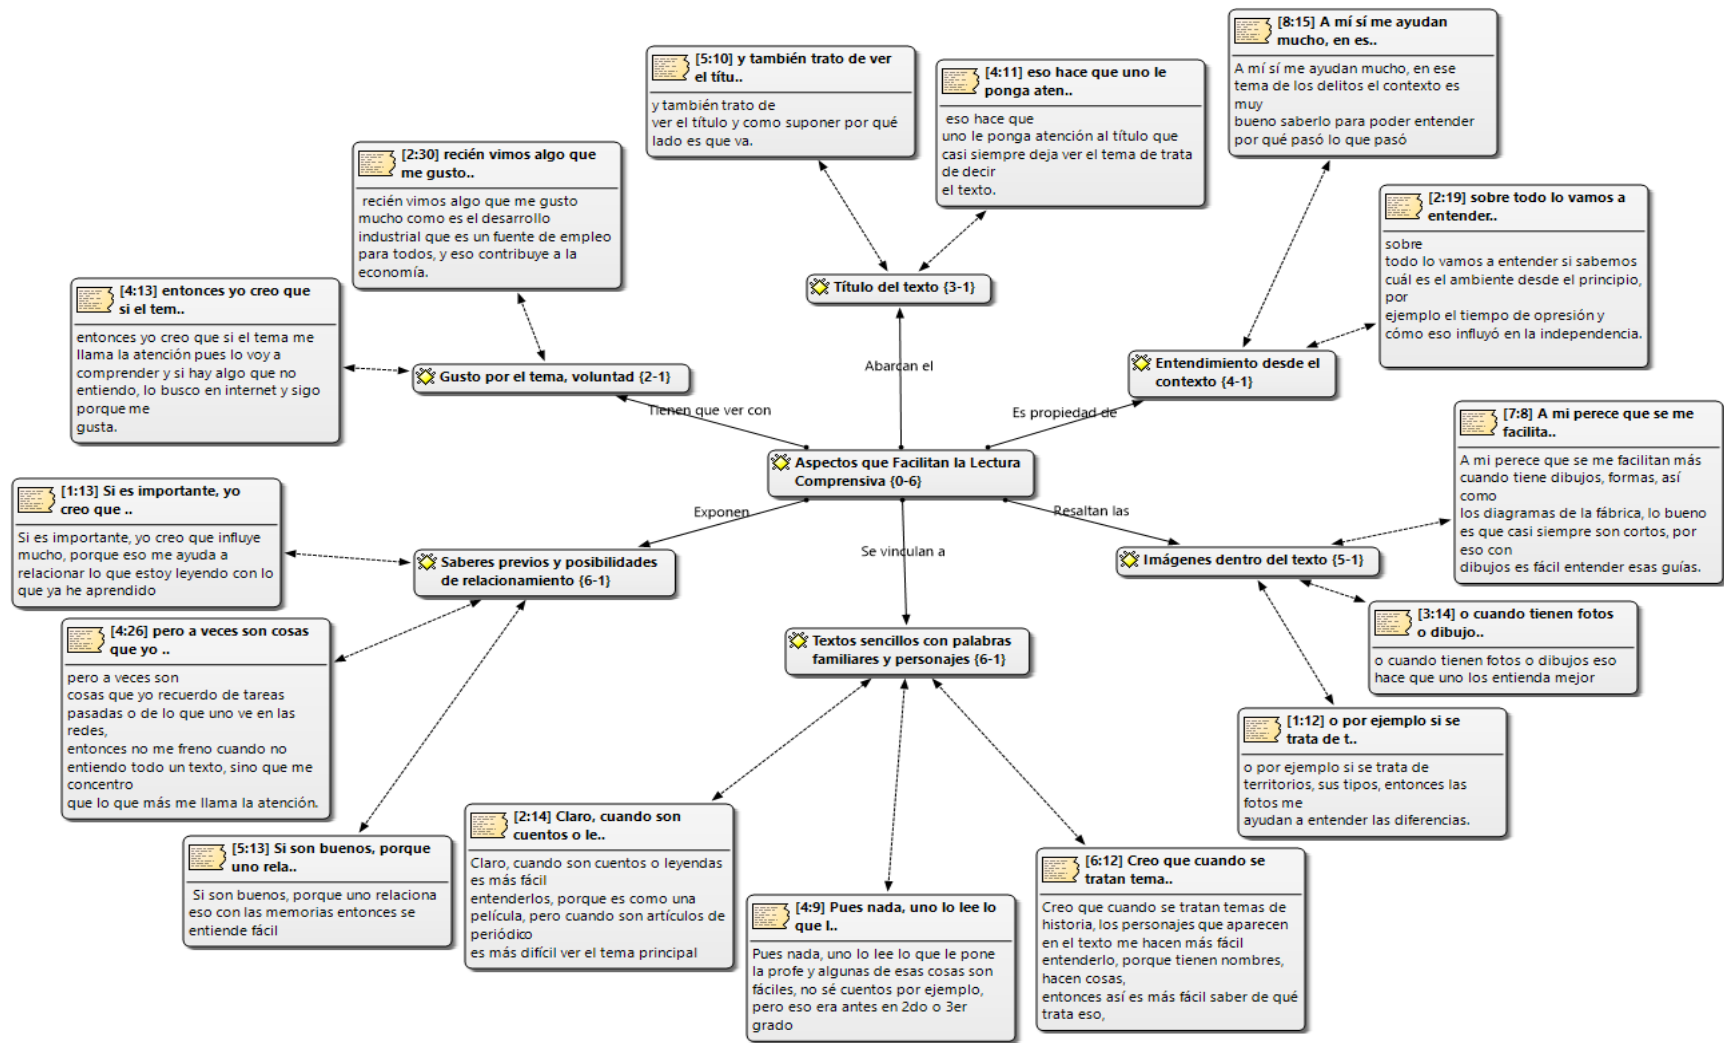 [8:15] A mí sí me ayudan
mucho, en es..
A mí sí me ayudan mucho, en ese
tema de los delitos el contexto es
muy
bueno saberlo para poder entender
por qué pasó lo que pasó
[5:10] y también trato de ver
el títu..
y también trato de
ver el título y como suponer por qué
lado es que va.
[4:11] eso hace que uno le
ponga aten..
eso hace que
uno le ponga atención al título que
casi siempre deja ver el tema de trata
de decir
el texto.
[2:30] recién vimos algo que
me gusto..
recién vimos algo que me gusto
mucho como es el desarrollo
industrial que es un fuente de empleo
para todos, y eso contribuye a la
economía.
[2:19] sobre todo lo vamos a
entender..
sobre
todo lo vamos a entender si sabemos
cuál es el ambiente desde el principio,
por
ejemplo el tiempo de opresión y
cómo eso influyó en la independencia.
[4:13] entonces yo creo que
si el tem..
entonces yo creo que si el tema me
llama la atención pues lo voy a
comprender y si hay algo que no
entiendo, lo busco en internet y sigo
porque me
gusta.
Título del texto {3-1}
Gusto por el tema, voluntad {2-1}
Abarcan el
Entendimiento desde el
contexto {4-1}
Tienen que ver con
Es propiedad de
Aspectos que Facilitan la Lectura
Comprensiva {0-6}
[7:8] A mi perece que se me
facilita..
A mi perece que se me facilitan más
cuando tiene dibujos, formas, así
como
los diagramas de la fábrica, lo bueno
es que casi siempre son cortos, por
eso con
dibujos es fácil entender esas guías.
[1:13] Si es importante, yo
creo que ..
Si es importante, yo creo que influye
mucho, porque eso me ayuda a
relacionar lo que estoy leyendo con lo
que ya he aprendido
Exponen
Se vinculan a
Resaltan las
Saberes previos y posibilidades
de relacionamiento {6-1}
Imágenes dentro del texto {5-1}
Textos sencillos con palabras
familiares y personajes {6-1}
[3:14] o cuando tienen fotos
o dibujo..
o cuando tienen fotos o dibujos eso
hace que uno los entienda mejor
[4:26] pero a veces son cosas
que yo ..
pero a veces son
cosas que yo recuerdo de tareas
pasadas o de lo que uno ve en las
redes,
entonces no me freno cuando no
entiendo todo un texto, sino que me
concentro
que lo que más me llama la atención.
[1:12] o por ejemplo si se
trata de t..
o por ejemplo si se trata de
territorios, sus tipos, entonces las
fotos me
ayudan a entender las diferencias.
[5:13] Si son buenos, porque
uno rela..
Si son buenos, porque uno relaciona
eso con las memorias entonces se
entiende fácil
[2:14] Claro, cuando son
cuentos o le..
Claro, cuando son cuentos o leyendas
es más fácil
entenderlos, porque es como una
película, pero cuando son artículos de
periódico
es más difícil ver el tema principal
[4:9] Pues nada, uno lo lee lo
que l..
Pues nada, uno lo lee lo que le pone
la profe y algunas de esas cosas son
fáciles, no sé cuentos por ejemplo,
pero eso era antes en 2do o 3er
grado
[6:12] Creo que cuando se
tratan tema..
Creo que cuando se tratan temas de
historia, los personajes que aparecen
en el texto me hacen más fácil
entenderlo, porque tienen nombres,
hacen cosas,
entonces así es más fácil saber de qué
trata eso,